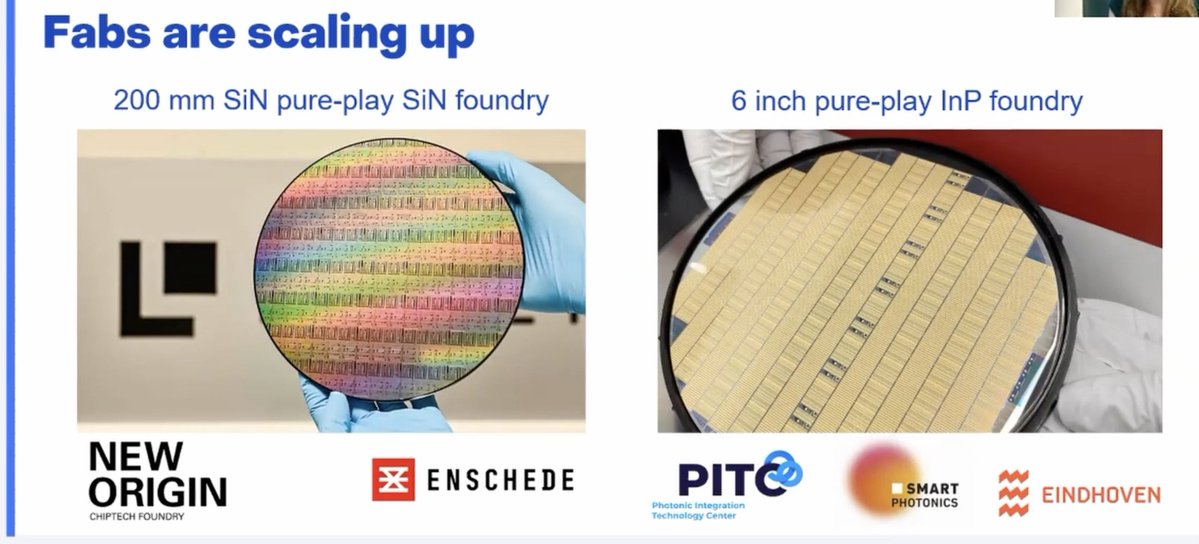 Fabs are scaling up
200 mm SiN pure-play SiN foundry
6 inch pure-play InP foundry
NEW
ORIGIN
CHIPTECH FOUNDRY
ENSCHEDE
PITC
Photonic Integration
Technology Center
SMART
PHOTONICS
EINDHOVEN